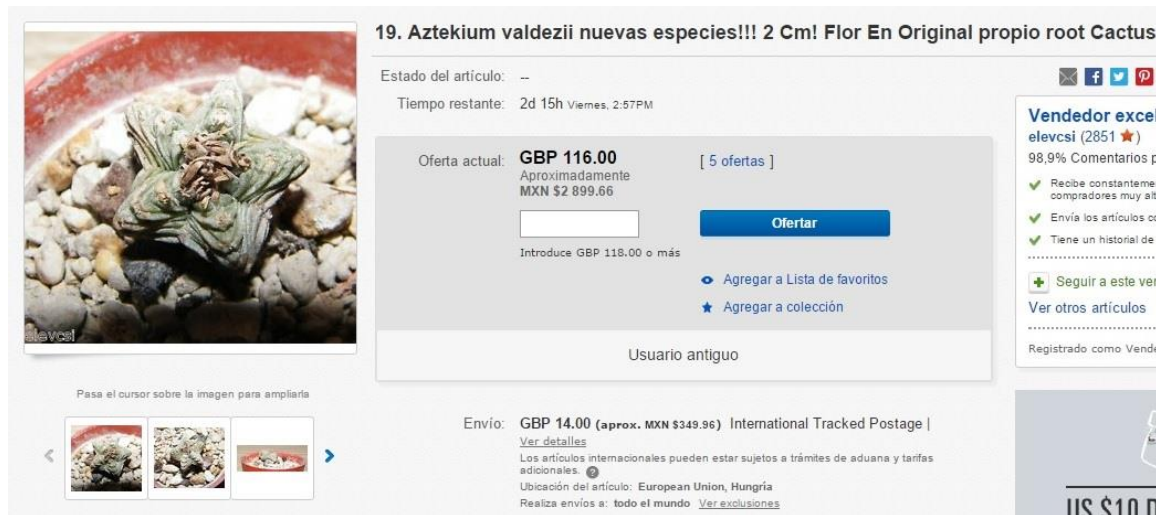 19. Aztekium valdezii nuevas especies!!! 2 Cm! Flor En Original propio root Cactus
Estado del artículo: --
Tiempo restante: 2d 15h Viernes, 2:57PM
Oferta actual: GBP 116.00 [ 5 ofertas ]
Aproximadamente
MXN $2 899.66
Ofertar
Introduce GBP 118.00 o más
Agregar a Lista de favoritos
Agregar a colección
Usuario antiguo
elevcsi
Pasa el cursor sobre la imagen para ampliarla
Envío: GBP 14.00 (aprox. MXN $349.96) International Tracked Postage |
Ver detalles
Los artículos internacionales pueden estar sujetos a trámites de aduana y tarifas
adicionales.
Ubicación del artículo: European Union, Hungría
Realiza envíos a: todo el mundo Ver exclusiones
Vendedor excel
elevcsi (2851)
98,9% Comentarios p
Recibe constanteme
compradores muy alt
Envía los artículos co
Tiene un historial de
Seguir a este ver
Ver otros artículos
Registrado como Vende
US $10 D